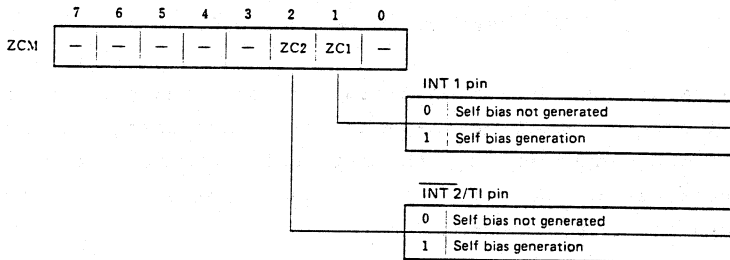 7 6 5 4 3 2 1 0
ZCM — — — — — ZC2 ZC1 —
INT 1 pin
0 Self bias not generated
1 Self bias generation
INT 2/TI pin
0 Self bias not generated
1 Self bias generation